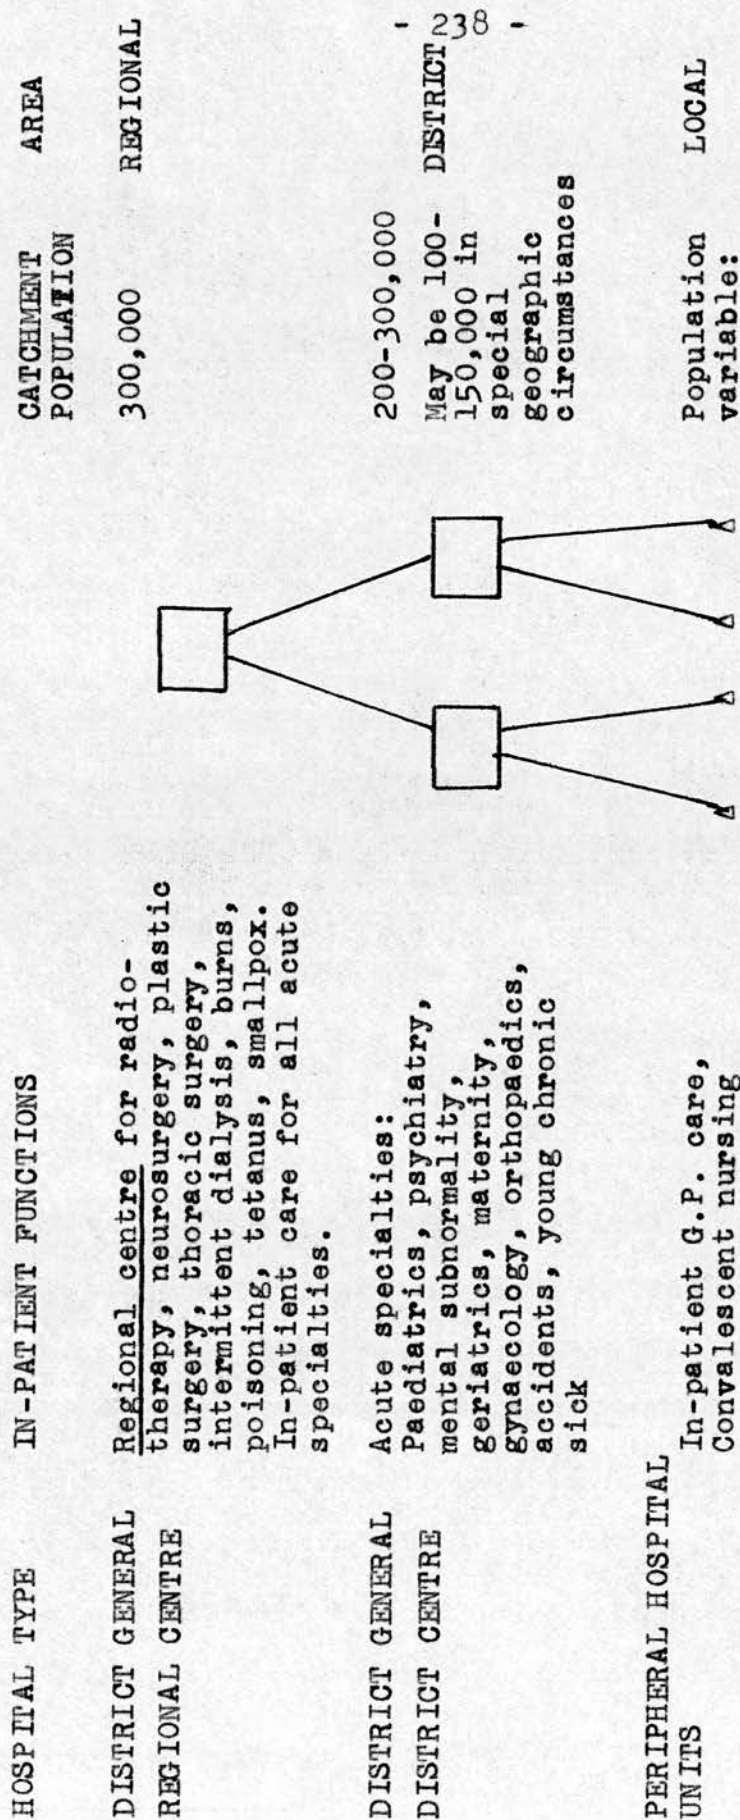 - 238 -
HOSPITAL TYPE
IN-PATIENT FUNCTIONS
CATCHMENT
POPULATION
AREA
DISTRICT GENERAL
REGIONAL CENTRE
Regional centre for radio-
therapy, neurosurgery, plastic
surgery, thoracic surgery,
intermittent dialysis, burns,
poisoning, tetanus, smallpox.
In-patient care for all acute
specialties.
300,000
REGIONAL
DISTRICT GENERAL
DISTRICT CENTRE
Acute specialties:
Paediatrics, psychiatry,
mental subnormality,
geriatrics, maternity,
gynaecology, orthopaedics,
accidents, young chronic
sick
200-300,000
May be 100-
150,000 in
special
geographic
circumstances
DISTRICT
PERIPHERAL HOSPITAL
UNITS
In-patient G.P. care,
Convalescent nursing
Population
variable:
LOCAL